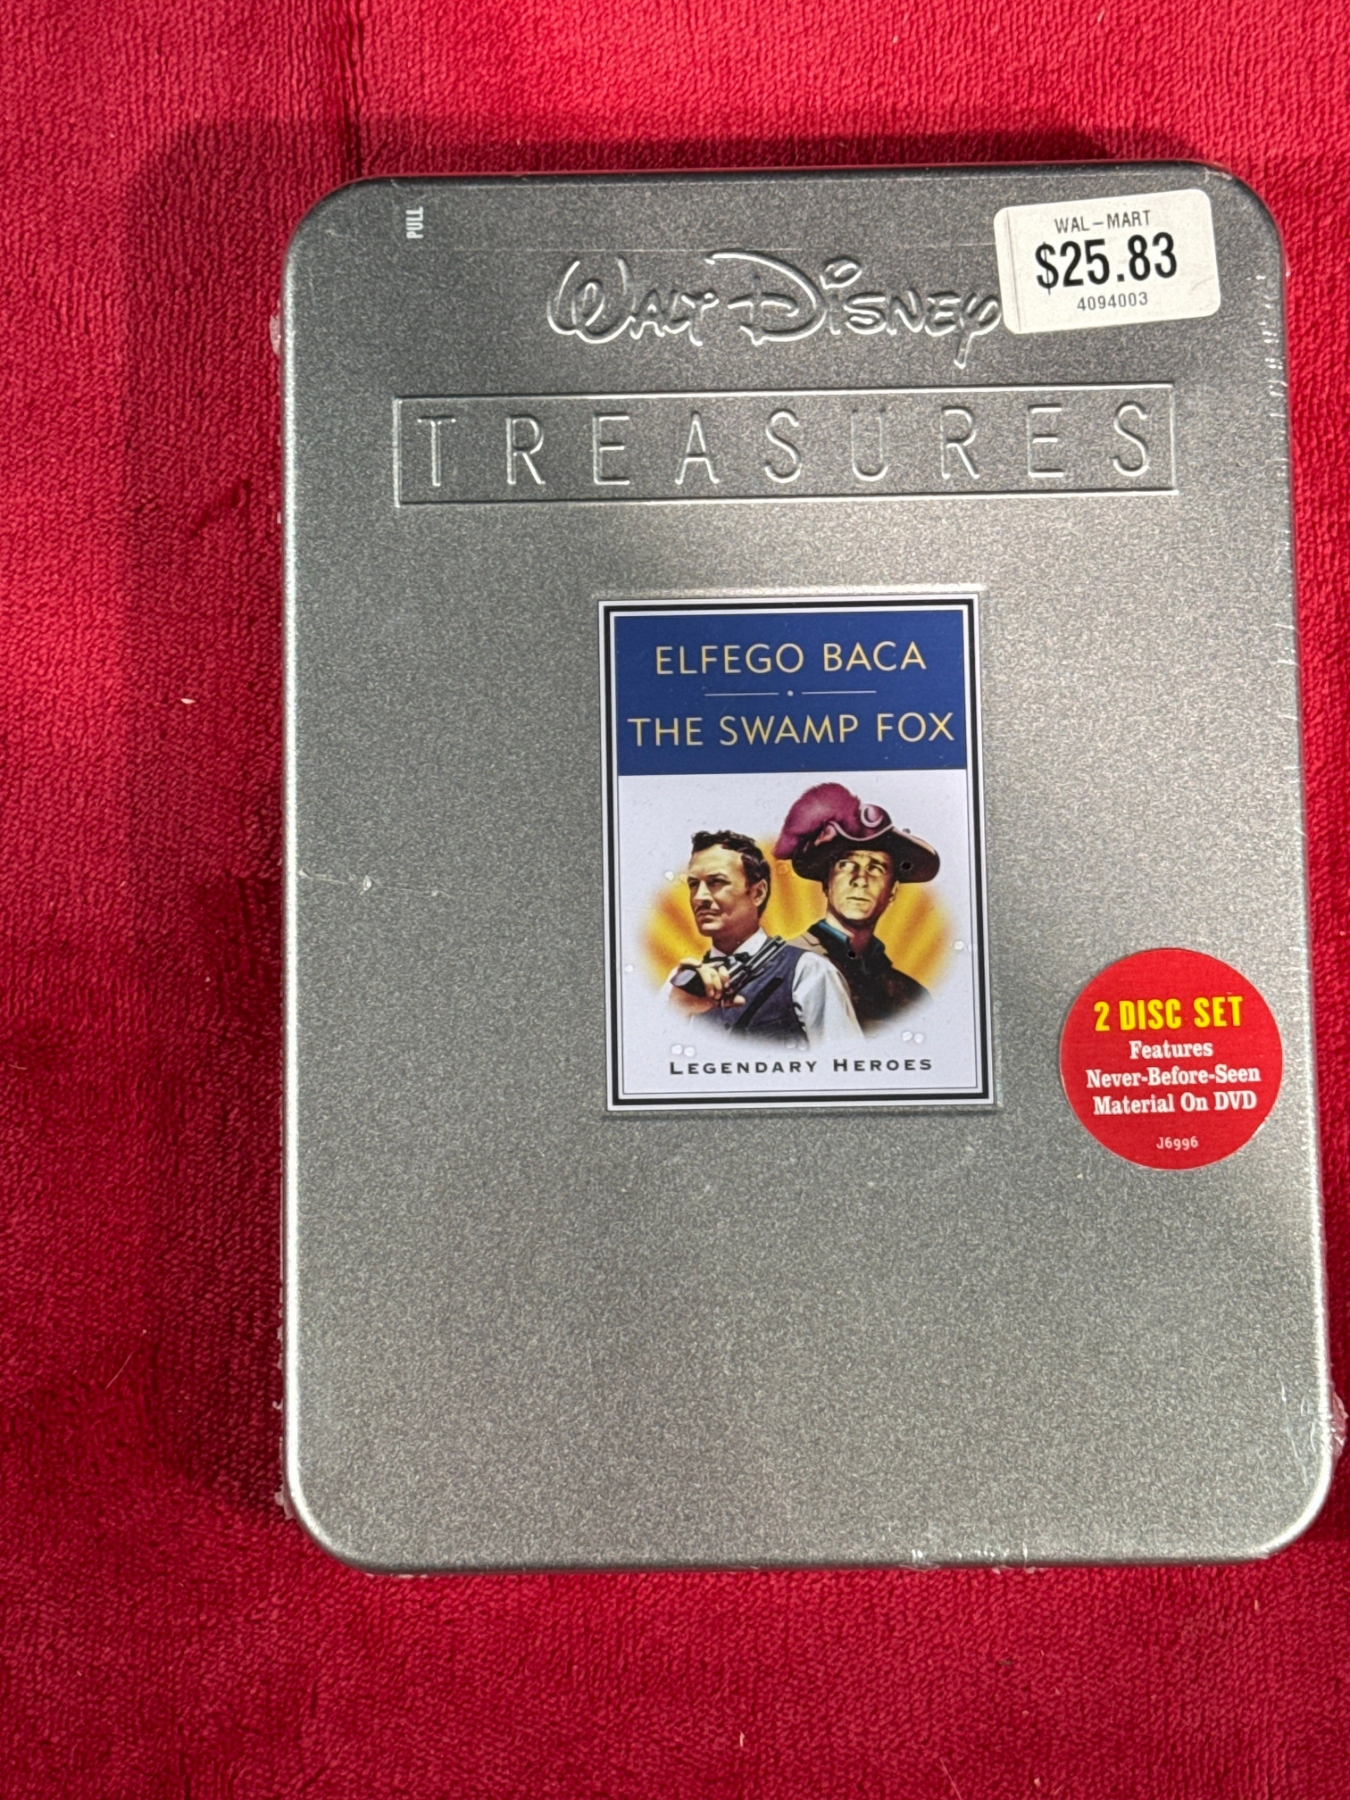 PULL
WAL-MART
$25.83
4094003
WALT DISNEY
TREASURES
ELFEGO BACA
THE SWAMP FOX
LEGENDARY HEROES
2 DISC SET
Features
Never-Before-Seen
Material On DVD
J6996